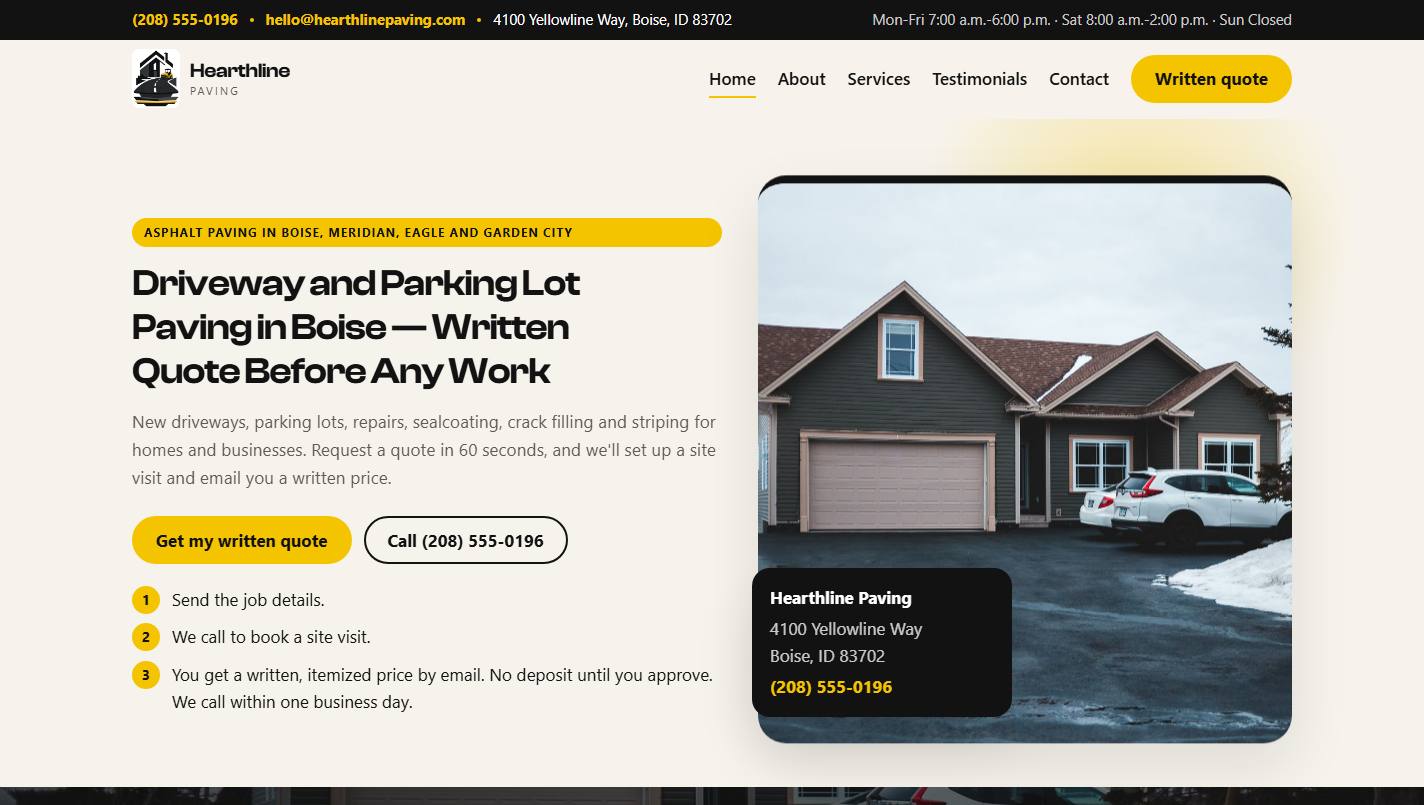 (208) 555-0196 • hello@hearthlinepaving.com • 4100 Yellowline Way, Boise, ID 83702
Mon-Fri 7:00 a.m.-6:00 p.m. · Sat 8:00 a.m.-2:00 p.m. · Sun Closed
Hearthline
PAVING
Home About Services Testimonials Contact Written quote
ASPHALT PAVING IN BOISE, MERIDIAN, EAGLE AND GARDEN CITY
Driveway and Parking Lot
Paving in Boise — Written
Quote Before Any Work
New driveways, parking lots, repairs, sealcoating, crack filling and striping for
homes and businesses. Request a quote in 60 seconds, and we'll set up a site
visit and email you a written price.
Get my written quote Call (208) 555-0196
1 Send the job details.
2 We call to book a site visit.
3 You get a written, itemized price by email. No deposit until you approve.
We call within one business day.
Hearthline Paving
4100 Yellowline Way
Boise, ID 83702
(208) 555-0196